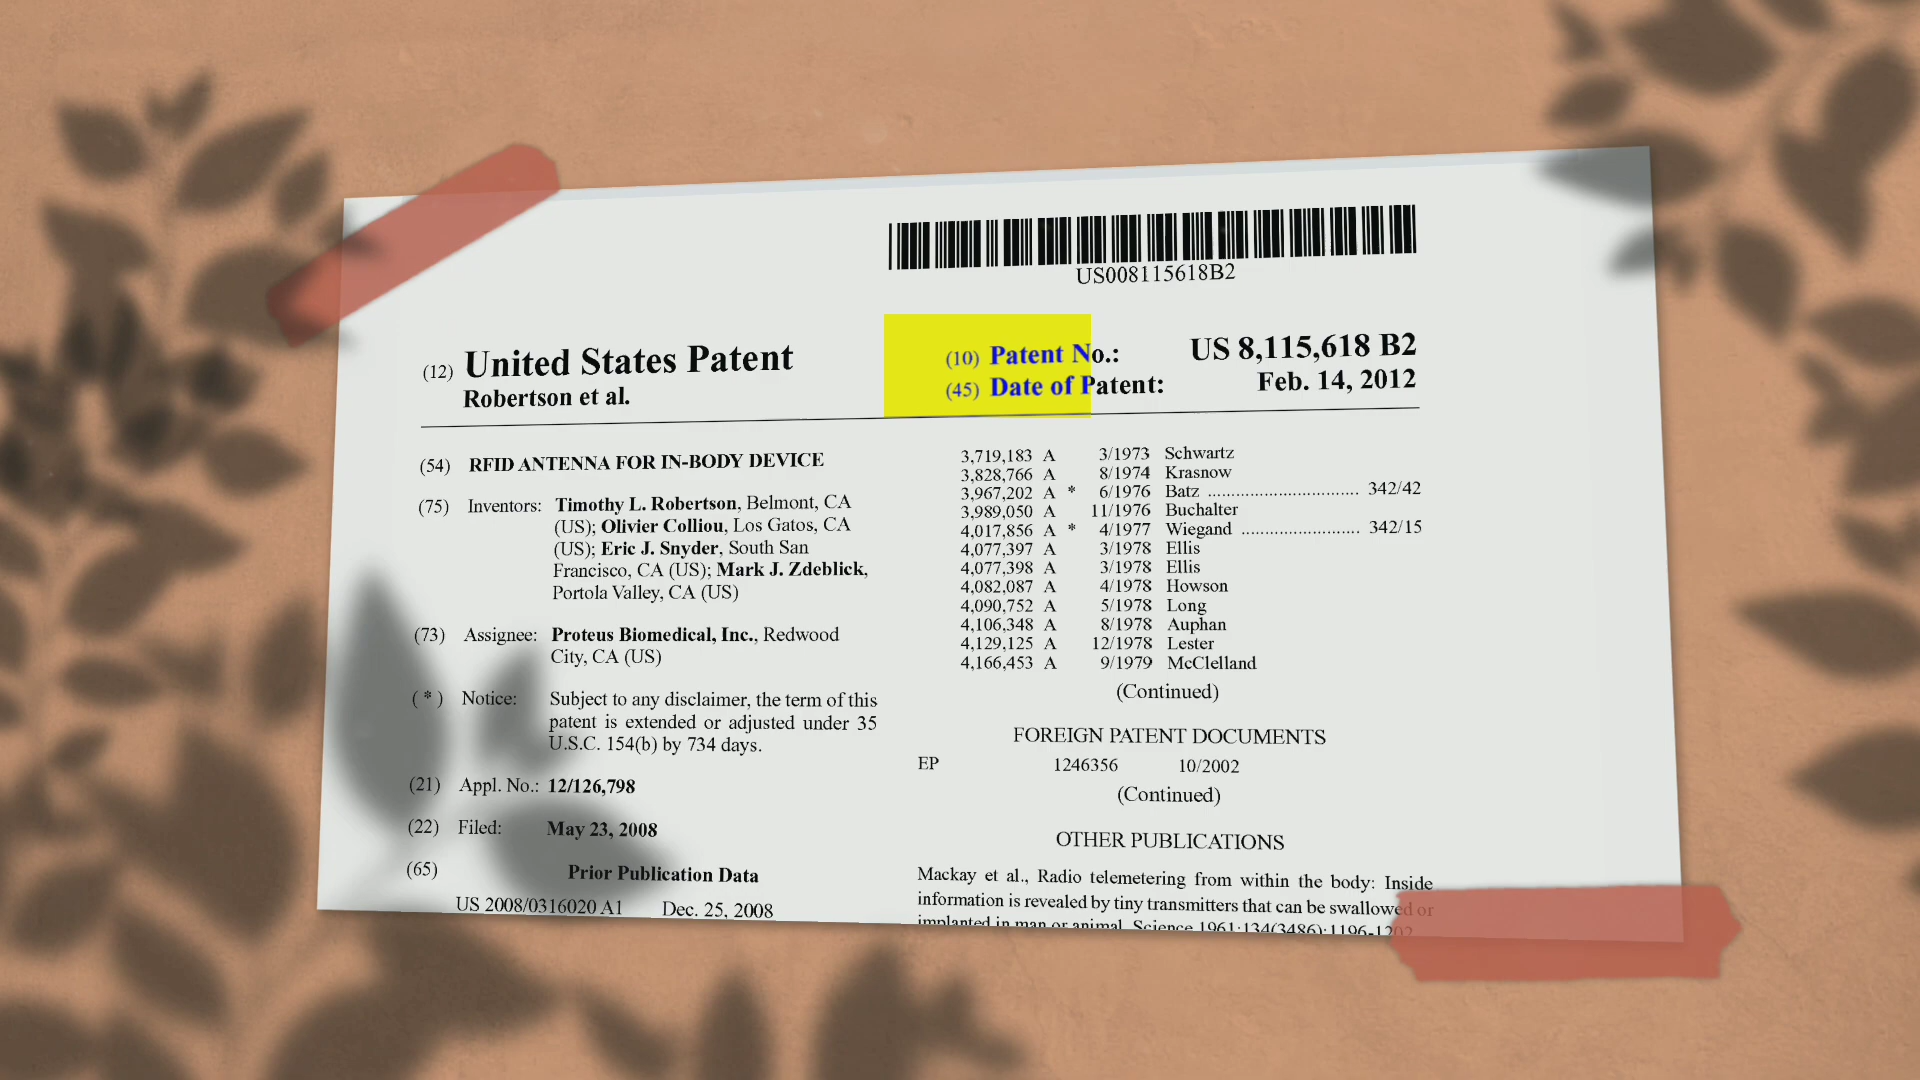 US008115618B2
(12) United States Patent
Robertson et al.
(10) Patent No.: US 8,115,618 B2
(45) Date of Patent: Feb. 14, 2012
(54) RFID ANTENNA FOR IN-BODY DEVICE
(75) Inventors: Timothy L. Robertson, Belmont, CA
(US); Olivier Colliou, Los Gatos, CA
(US); Eric J. Snyder, South San
Francisco, CA (US); Mark J. Zdeblick,
Portola Valley, CA (US)
(73) Assignee: Proteus Biomedical, Inc., Redwood
City, CA (US)
( * ) Notice: Subject to any disclaimer, the term of this
patent is extended or adjusted under 35
U.S.C. 154(b) by 734 days.
(21) Appl. No.: 12/126,798
(22) Filed: May 23, 2008
(65) Prior Publication Data
US 2008/0316020 A1 Dec. 25, 2008
3,719,183 A 3/1973 Schwartz
3,828,766 A 8/1974 Krasnow
3,967,202 A * 6/1976 Batz ............................... 342/42
3,989,050 A 11/1976 Buchalter
4,017,856 A * 4/1977 Wiegand ........................ 342/15
4,077,397 A 3/1978 Ellis
4,077,398 A 3/1978 Ellis
4,082,087 A 4/1978 Howson
4,090,752 A 5/1978 Long
4,106,348 A 8/1978 Auphan
4,129,125 A 12/1978 Lester
4,166,453 A 9/1979 McClelland
(Continued)
FOREIGN PATENT DOCUMENTS
EP 1246356 10/2002
(Continued)
OTHER PUBLICATIONS
Mackay et al., Radio telemetering from within the body: Inside
information is revealed by tiny transmitters that can be swallowed or
implanted in man or animal. Science 1961;134(3486):1196-1202